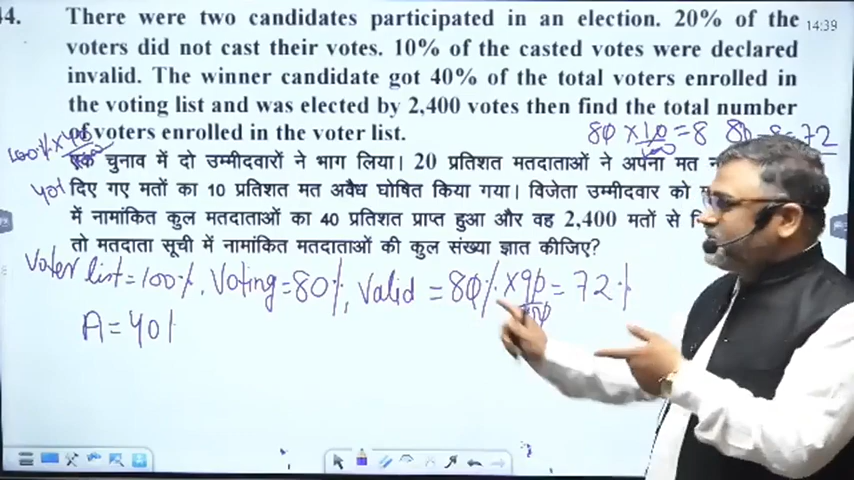 44. There were two candidates participated in an election. 20% of the
14:39
voters did not cast their votes. 10% of the casted votes were declared
invalid. The winner candidate got 40% of the total voters enrolled in
the voting list and was elected by 2,400 votes then find the total number
of voters enrolled in the voter list.
80 × 10/100 = 8 80 - 8 = 72
100% × 40/100
एक चुनाव में दो उम्मीदवारों ने भाग लिया। 20 प्रतिशत मतदाताओं ने अपना मत
40% दिए गए मतों का 10 प्रतिशत मत अवैध घोषित किया गया। विजेता उम्मीदवार को
में नामांकित कुल मतदाताओं का 40 प्रतिशत प्राप्त हुआ और वह 2,400 मतों से
तो मतदाता सूची में नामांकित मतदाताओं की कुल संख्या ज्ञात कीजिए?
Voter list = 100%, Voting = 80%, Valid = 80% × 90/100 = 72%
A = 40%